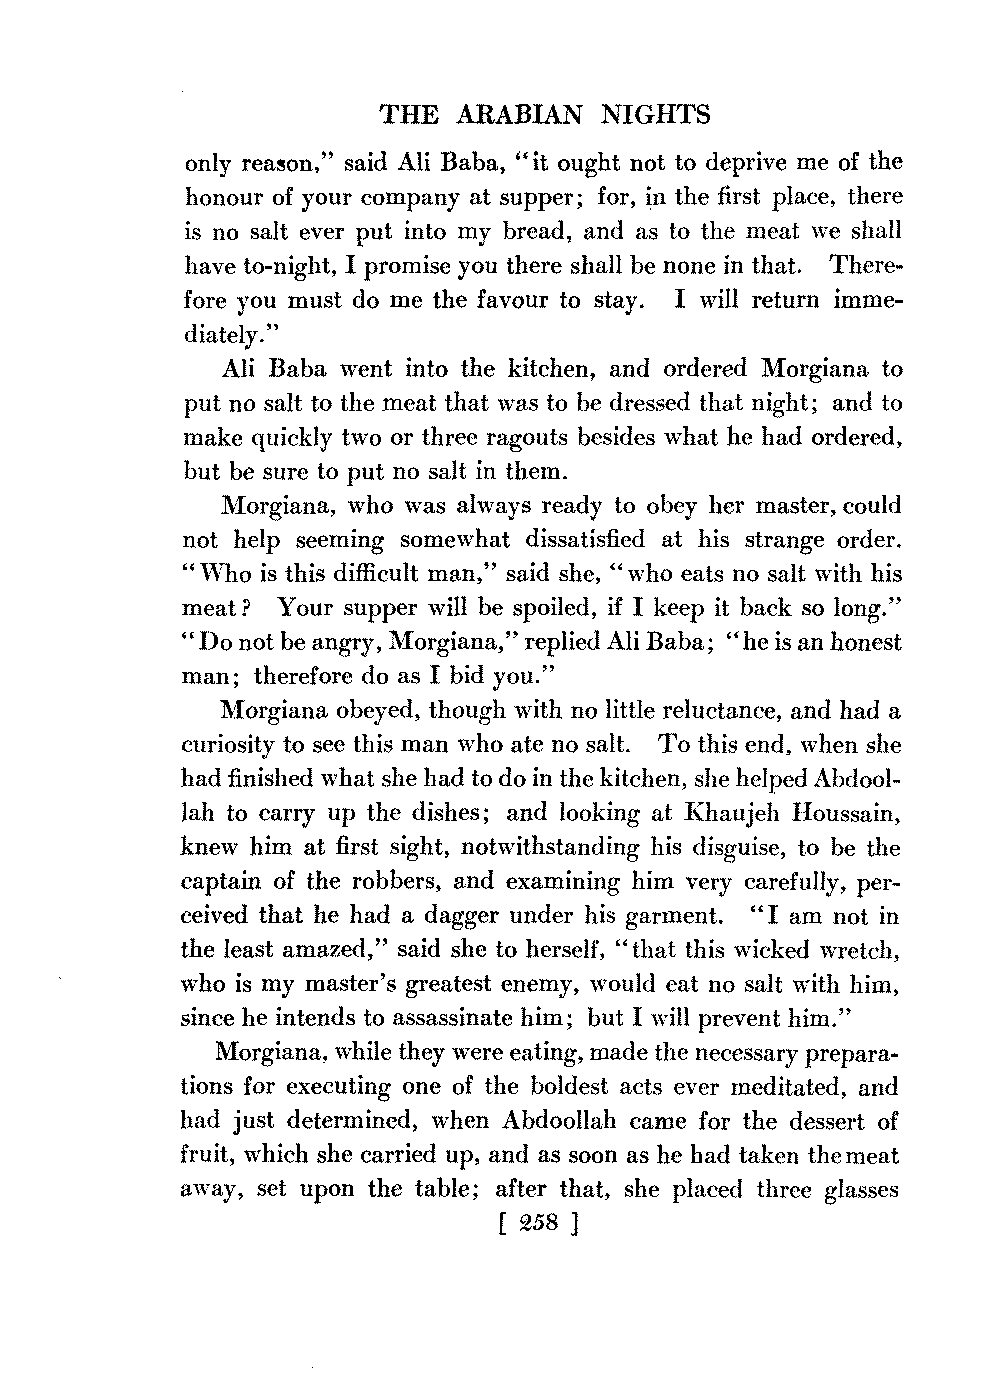 THE ARABIAN NIGHTS
only reason,” said Ali Baba, “it ought not to deprive me of the
honour of your company at supper; for, in the first place, there
is no salt ever put into my bread, and as to the meat we shall
have to-night, I promise you there shall be none in that. There-
fore you must do me the favour to stay. I will return imme-
diately.”
Ali Baba went into the kitchen, and ordered Morgiana to
put no salt to the meat that was to be dressed that night; and to
make quickly two or three ragouts besides what he had ordered,
but be sure to put no salt in them.
Morgiana, who was always ready to obey her master, could
not help seeming somewhat dissatisfied at his strange order.
“Who is this difficult man,” said she, “who eats no salt with his
meat? Your supper will be spoiled, if I keep it back so long.”
“Do not be angry, Morgiana,” replied Ali Baba; “he is an honest
man; therefore do as I bid you.”
Morgiana obeyed, though with no little reluctance, and had a
curiosity to see this man who ate no salt. To this end, when she
had finished what she had to do in the kitchen, she helped Abdool-
lah to carry up the dishes; and looking at Khaujeh Houssain,
knew him at first sight, notwithstanding his disguise, to be the
captain of the robbers, and examining him very carefully, per-
ceived that he had a dagger under his garment. “I am not in
the least amazed,” said she to herself, “that this wicked wretch,
who is my master’s greatest enemy, would eat no salt with him,
since he intends to assassinate him; but I will prevent him.”
Morgiana, while they were eating, made the necessary prepara-
tions for executing one of the boldest acts ever meditated, and
had just determined, when Abdoollah came for the dessert of
fruit, which she carried up, and as soon as he had taken the meat
away, set upon the table; after that, she placed three glasses
[ 258 ]